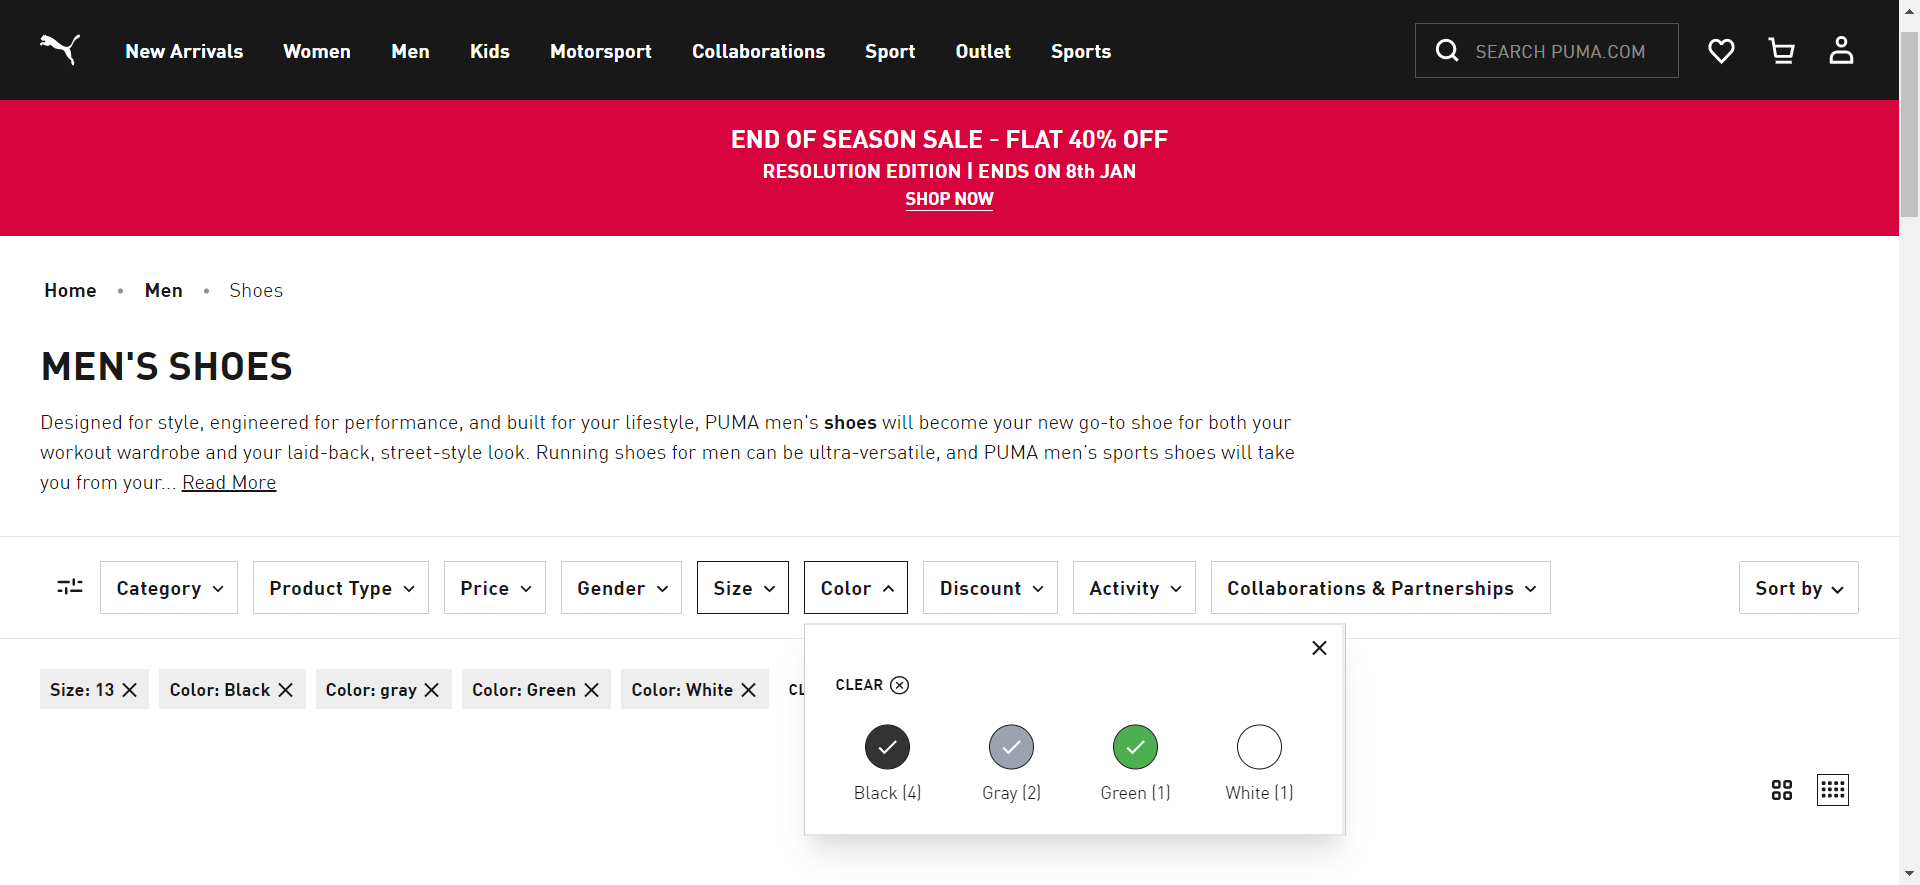 New Arrivals Women Men Kids Motorsport Collaborations Sport Outlet Sports SEARCH PUMA.COM
END OF SEASON SALE - FLAT 40% OFF
RESOLUTION EDITION | ENDS ON 8th JAN
SHOP NOW
Home • Men • Shoes
MEN'S SHOES
Designed for style, engineered for performance, and built for your lifestyle, PUMA men's shoes will become your new go-to shoe for both your
workout wardrobe and your laid-back, street-style look. Running shoes for men can be ultra-versatile, and PUMA men's sports shoes will take
you from your... Read More
Category Product Type Price Gender Size Color Discount Activity Collaborations & Partnerships Sort by
Size: 13 Color: Black Color: gray Color: Green Color: White
CLEAR
Black (4) Gray (2) Green (1) White (1)